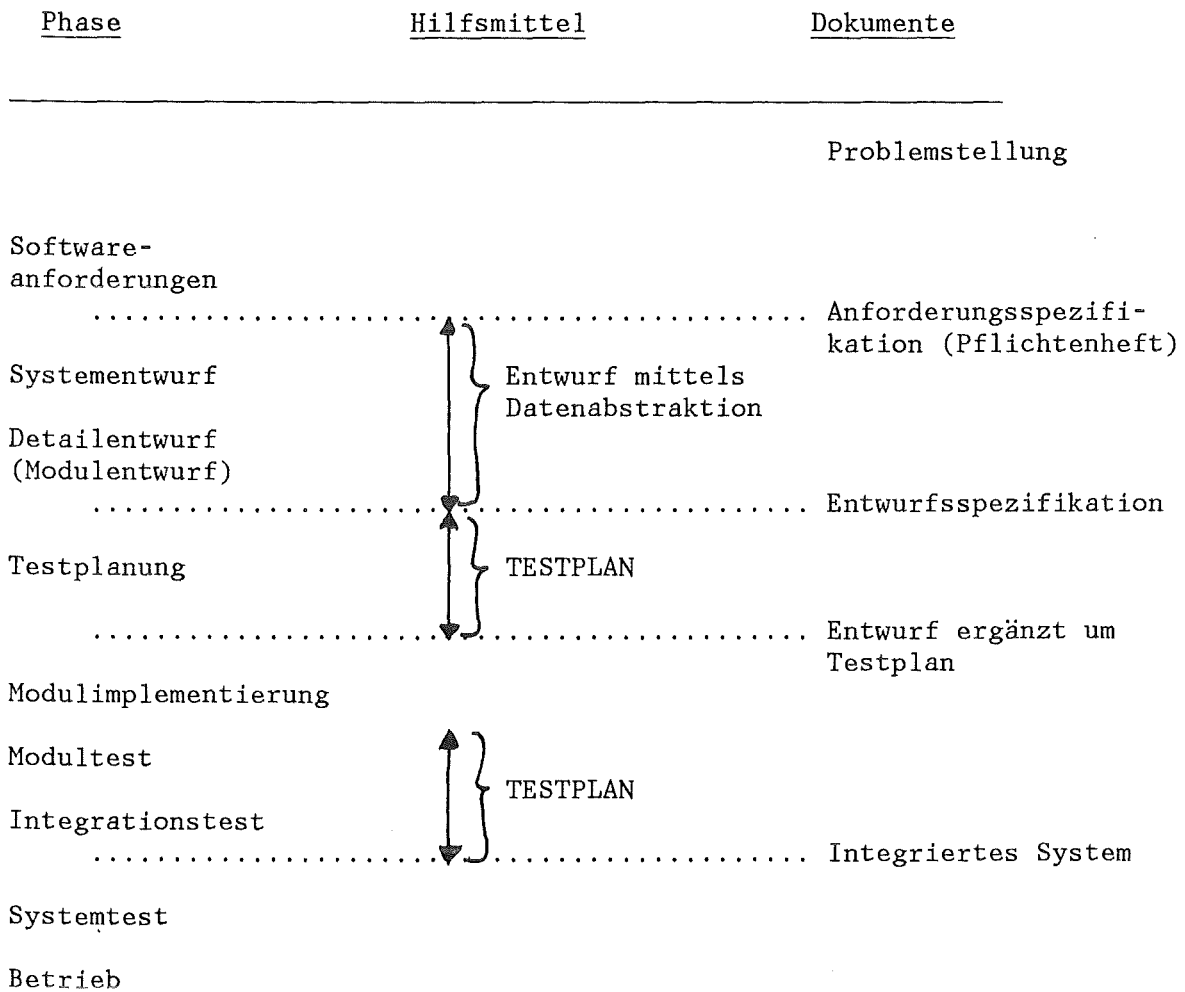 Phase Hilfsmittel Dokumente
Problemstellung
Software-
anforderungen
Anforderungsspezifi-
kation (Pflichtenheft)
Systementwurf
Entwurf mittels
Datenabstraktion
Detailentwurf
(Modulentwurf)
Entwurfsspezifikation
Testplanung
TESTPLAN
Entwurf ergänzt um
Testplan
Modulimplementierung
Modultest
TESTPLAN
Integrationstest
Integriertes System
Systemtest
Betrieb